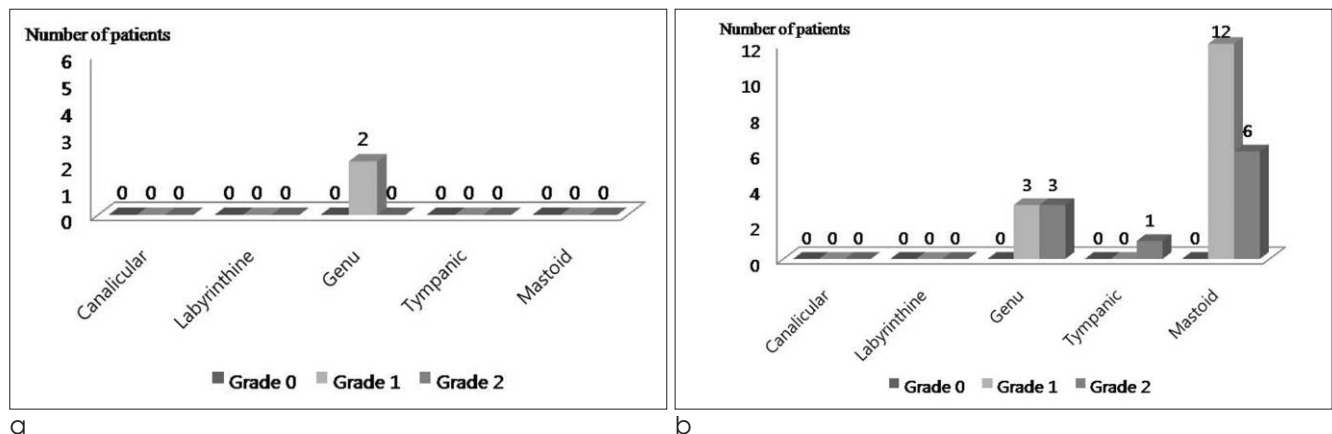 Number of patients
6
5
4
3
2
1
0
0 0 0 0 0 0 0 2 0 0 0 0 0 0 0
Canalicular Labyrinthine Genu Tympanic Mastoid
Grade 0 Grade 1 Grade 2
a
Number of patients
12
10
8
6
4
2
0
0 0 0 0 0 0 0 3 3 0 0 1 0 12 6
Canalicular Labyrinthine Genu Tympanic Mastoid
Grade 0 Grade 1 Grade 2
b